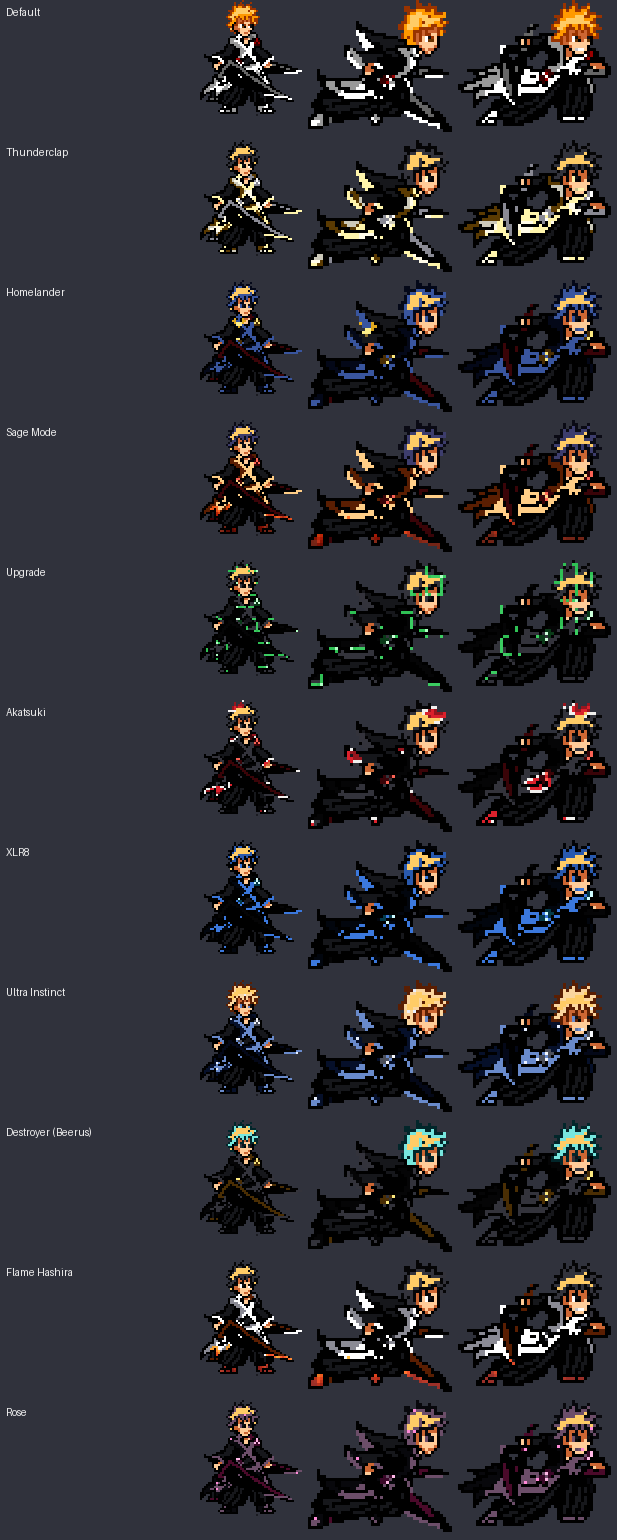 Default
Thunderclap
Homelander
Sage Mode
Upgrade
Akatsuki
XLR8
Ultra Instinct
Destroyer (Beerus)
Flame Hashira
Rose